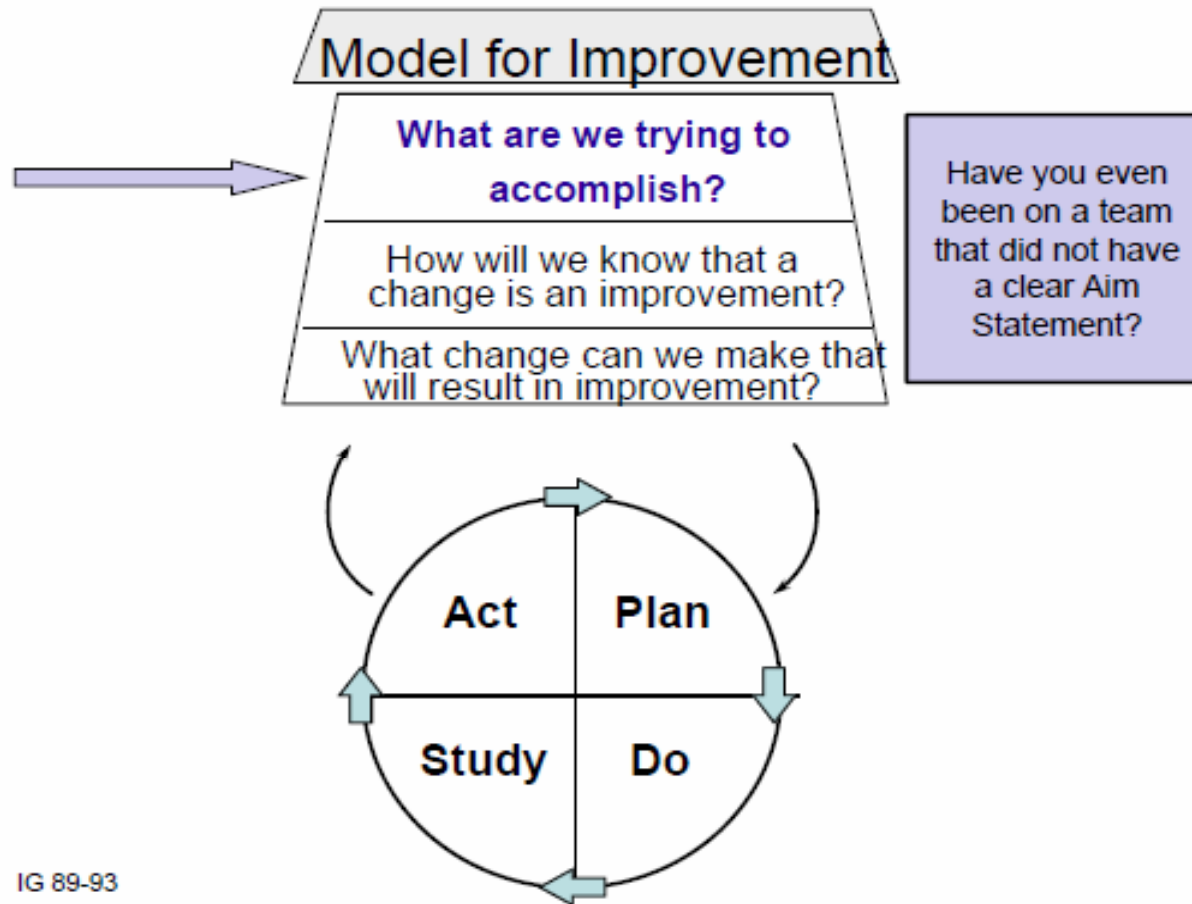 Model for Improvement
What are we trying to
accomplish?
How will we know that a
change is an improvement?
What change can we make that
will result in improvement?
Have you even
been on a team
that did not have
a clear Aim
Statement?
Act
Plan
Study
Do
IG 89-93